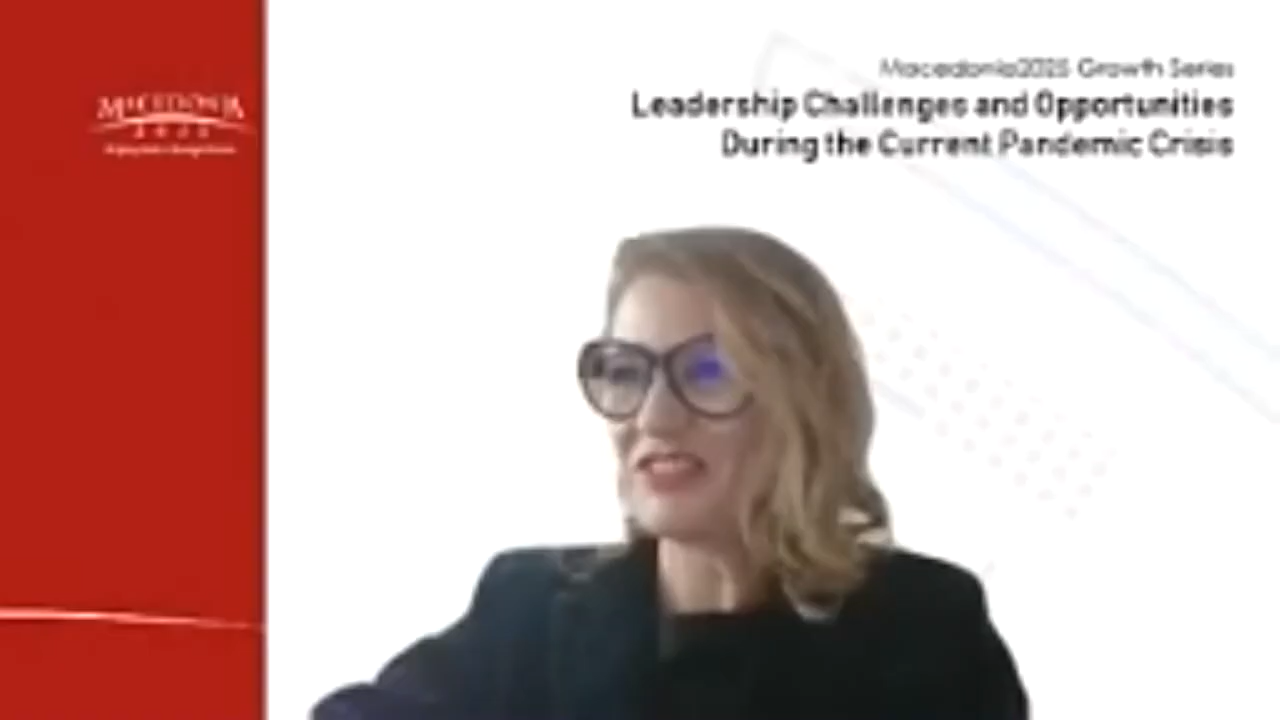 MACEDONIA
2025
Macedonia2025 Growth Series
Leadership Challenges and Opportunities
During the Current Pandemic Crisis